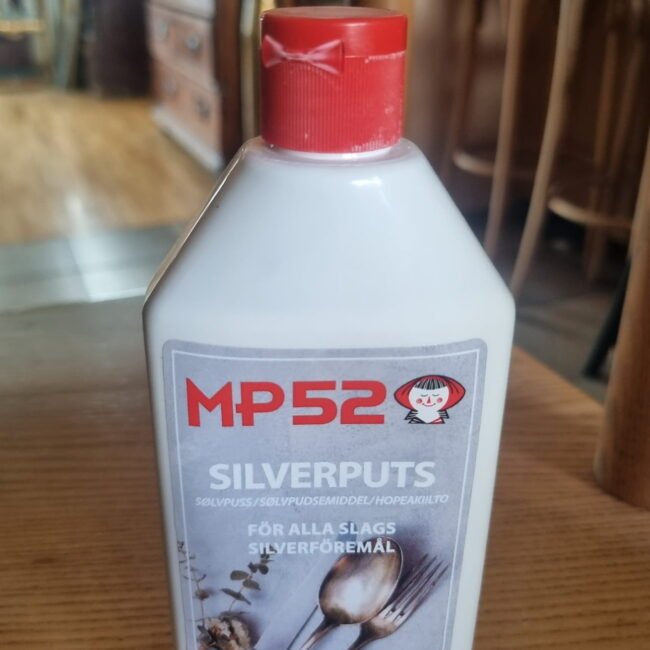 MP52
SILVERPUTS
SØLVPUSS/SØLVPUDSEMIDDEL/HOPEAKIILTO
FÖR ALLA SLAGS
SILVERFÖREMÅL